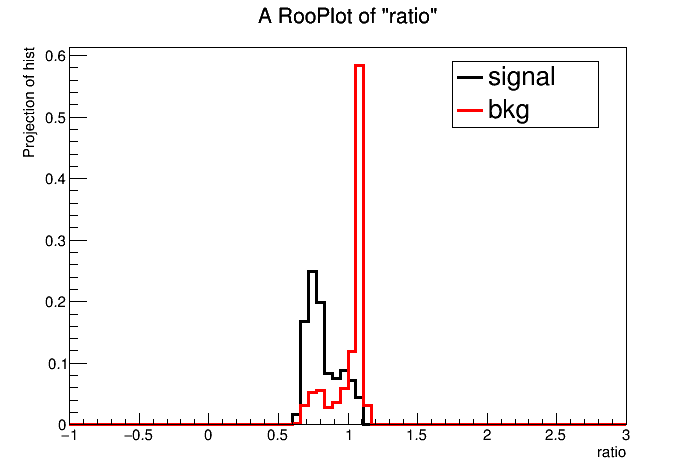 A RooPlot of "ratio"
Projection of hist
0.6
0.5
0.4
0.3
0.2
0.1
0
signal
bkg
−1 −0.5 0 0.5 1 1.5 2 2.5 3
ratio